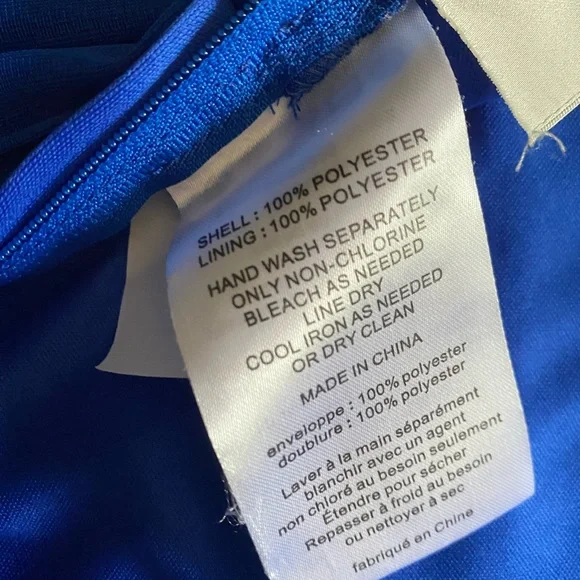 SHELL : 100% POLYESTER
LINING : 100% POLYESTER
HAND WASH SEPARATELY
ONLY NON-CHLORINE
BLEACH AS NEEDED
LINE DRY
COOL IRON AS NEEDED
OR DRY CLEAN
MADE IN CHINA
enveloppe : 100% polyester
doublure : 100% polyester
Laver à la main séparément
blanchir avec un agent
non chloré au besoin seulement
Étendre pour sécher
Repasser à froid au besoin
ou nettoyer à sec
fabriqué en Chine